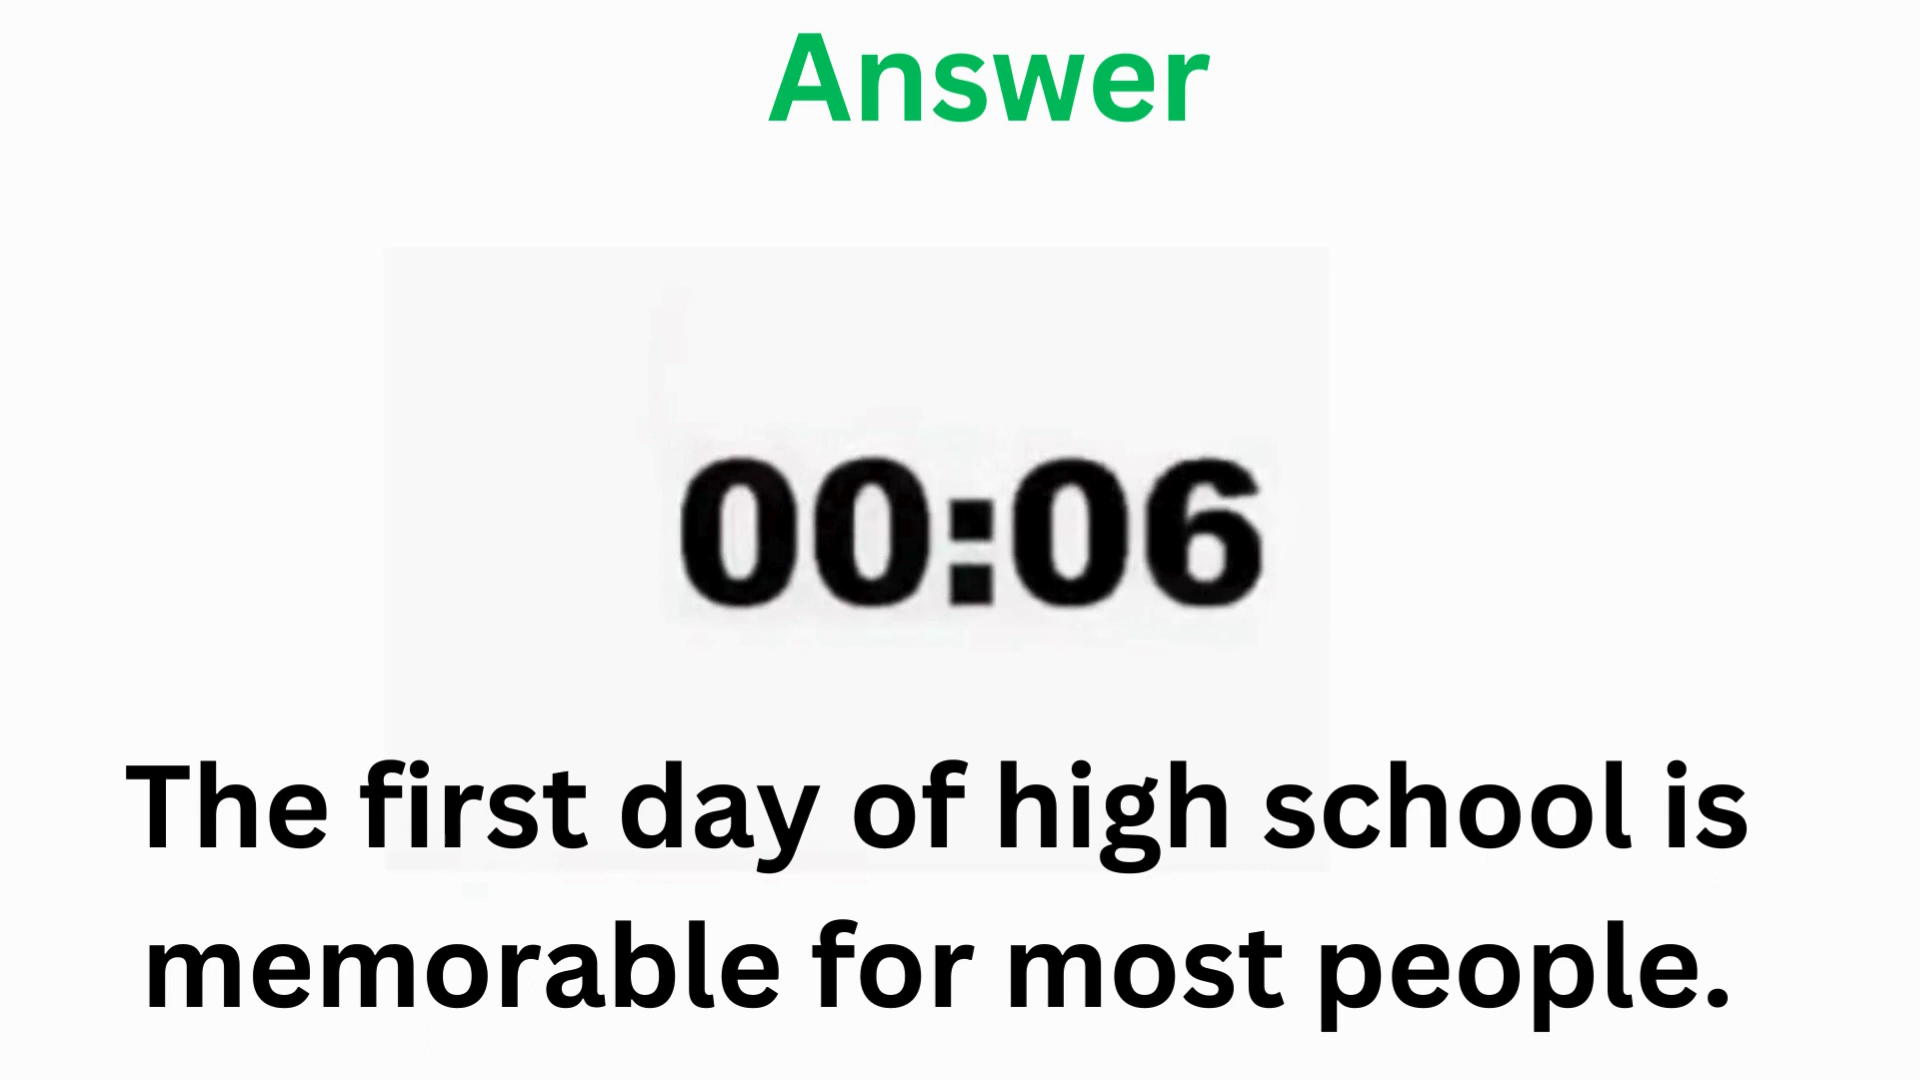 Answer
00:06
The first day of high school is
memorable for most people.